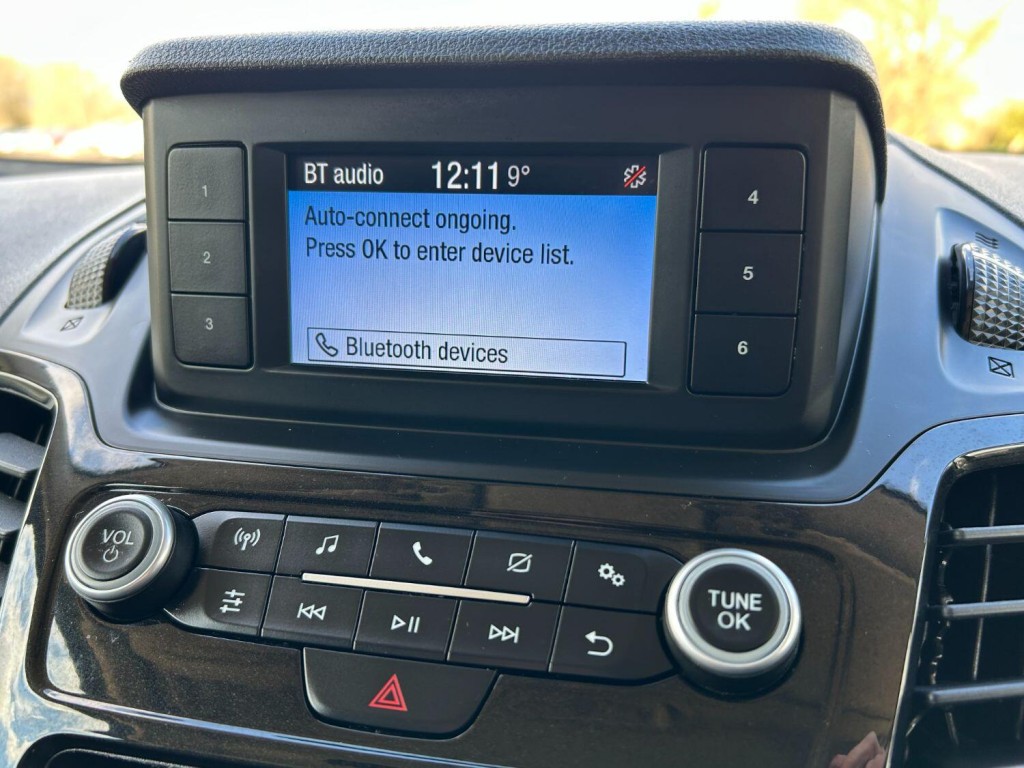 BT audio 12:11 9°
Auto-connect ongoing.
Press OK to enter device list.
Bluetooth devices
1
2
3
4
5
6
VOL
TUNE
OK